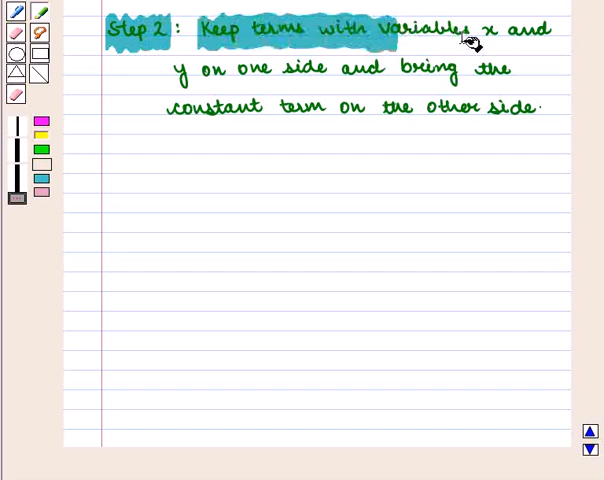 Step 2 : Keep terms with variables x and
y on one side and bring the
constant term on the other side.